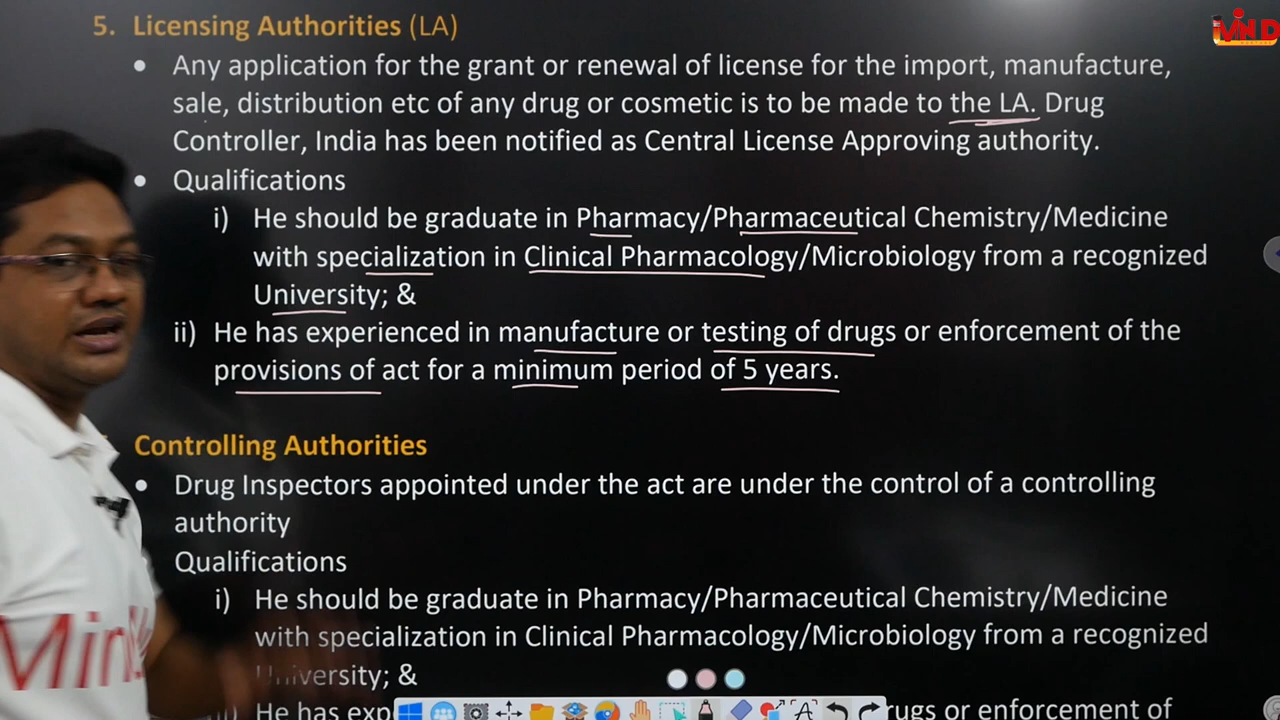 5. Licensing Authorities (LA)
• Any application for the grant or renewal of license for the import, manufacture,
sale, distribution etc of any drug or cosmetic is to be made to the LA. Drug
Controller, India has been notified as Central License Approving authority.
• Qualifications
i) He should be graduate in Pharmacy/Pharmaceutical Chemistry/Medicine
with specialization in Clinical Pharmacology/Microbiology from a recognized
University; &
ii) He has experienced in manufacture or testing of drugs or enforcement of the
provisions of act for a minimum period of 5 years.
Controlling Authorities
• Drug Inspectors appointed under the act are under the control of a controlling
authority
Qualifications
i) He should be graduate in Pharmacy/Pharmaceutical Chemistry/Medicine
with specialization in Clinical Pharmacology/Microbiology from a recognized
University; &
He has rugs or enforcement of